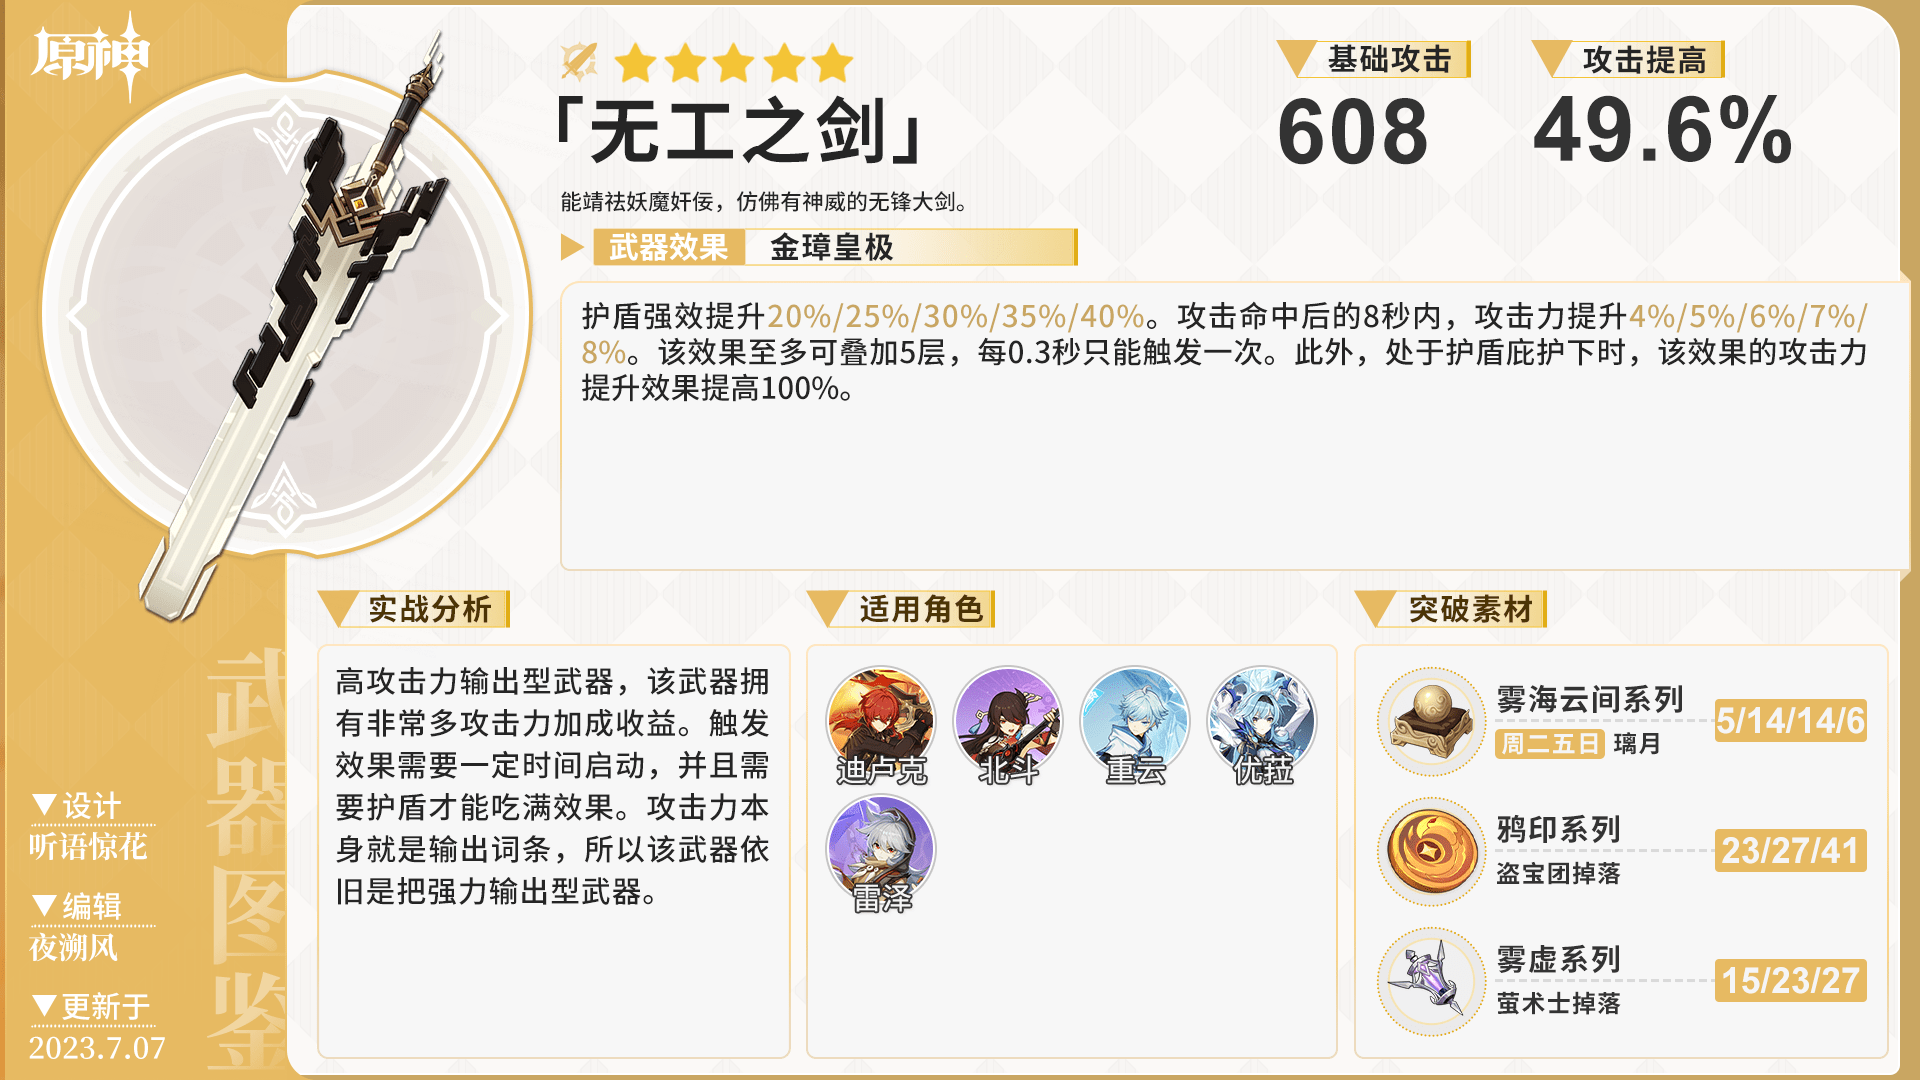 原神
「无工之剑」
能靖祛妖魔奸佞，仿佛有神威的无锋大剑。
基础攻击
608
攻击提高
49.6%
武器效果 金璋皇极
护盾强效提升20%/25%/30%/35%/40%。攻击命中后的8秒内，攻击力提升4%/5%/6%/7%/
8%。该效果至多可叠加5层，每0.3秒只能触发一次。此外，处于护盾庇护下时，该效果的攻击力
提升效果提高100%。
实战分析
高攻击力输出型武器，该武器拥
有非常多攻击力加成收益。触发
效果需要一定时间启动，并且需
要护盾才能吃满效果。攻击力本
身就是输出词条，所以该武器依
旧是把强力输出型武器。
适用角色
迪卢克 北斗 重云 优菈
雷泽
突破素材
雾海云间系列
周二五日 璃月
5/14/14/6
鸦印系列
盗宝团掉落
23/27/41
雾虚系列
萤术士掉落
15/23/27
武器图鉴
▼设计
听语惊花
▼编辑
夜溯风
▼更新于
2023.7.07